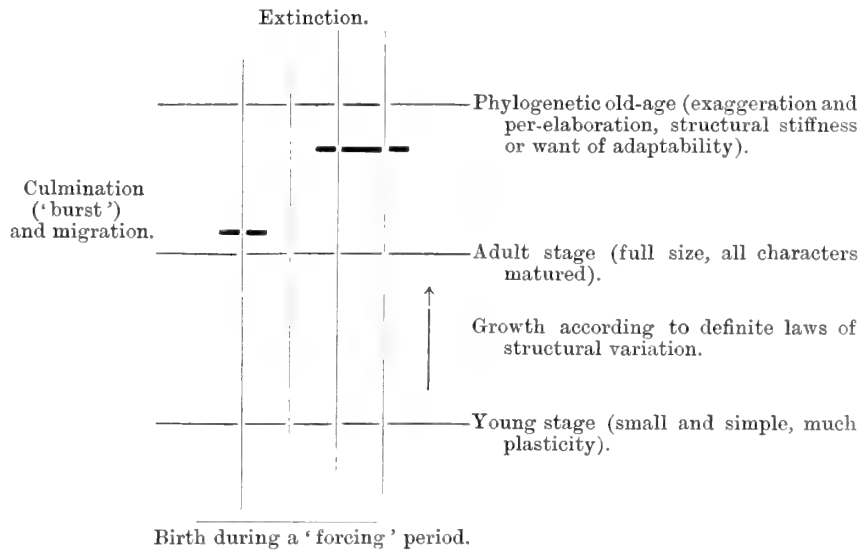 Extinction.
Phylogenetic old-age (exaggeration and
per-elaboration, structural stiffness
or want of adaptability).
Culmination
(‘burst’)
and migration.
Adult stage (full size, all characters
matured).
Growth according to definite laws of
structural variation.
Young stage (small and simple, much
plasticity).
Birth during a ‘forcing’ period.